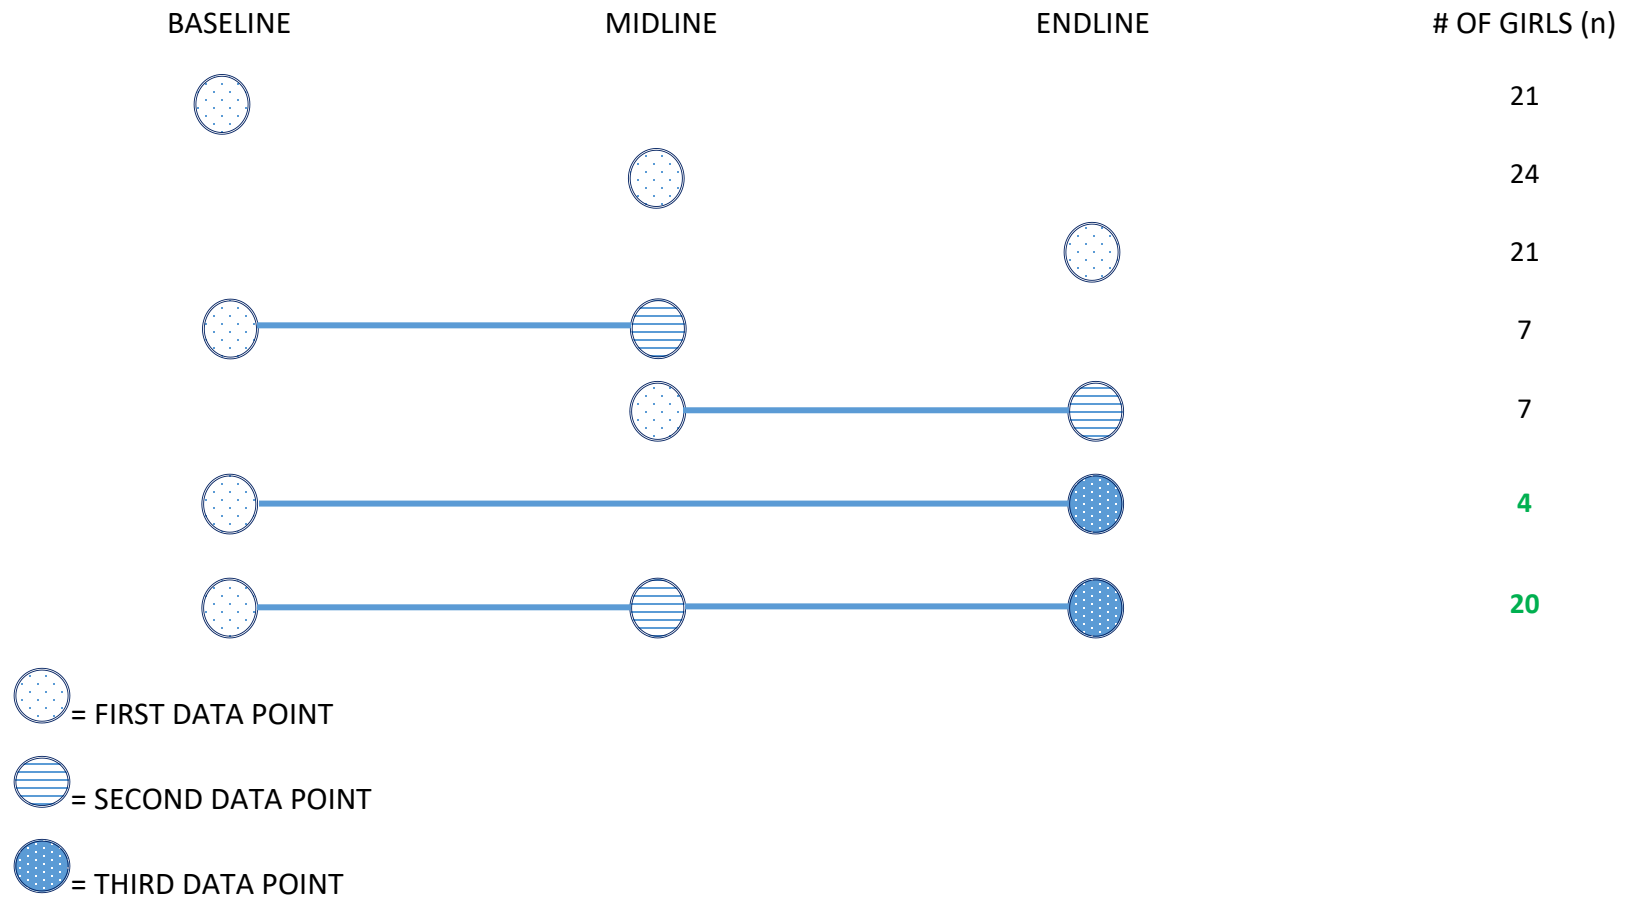 BASELINE MIDLINE ENDLINE # OF GIRLS (n)
21
24
21
7
7
4
20
= FIRST DATA POINT
= SECOND DATA POINT
= THIRD DATA POINT